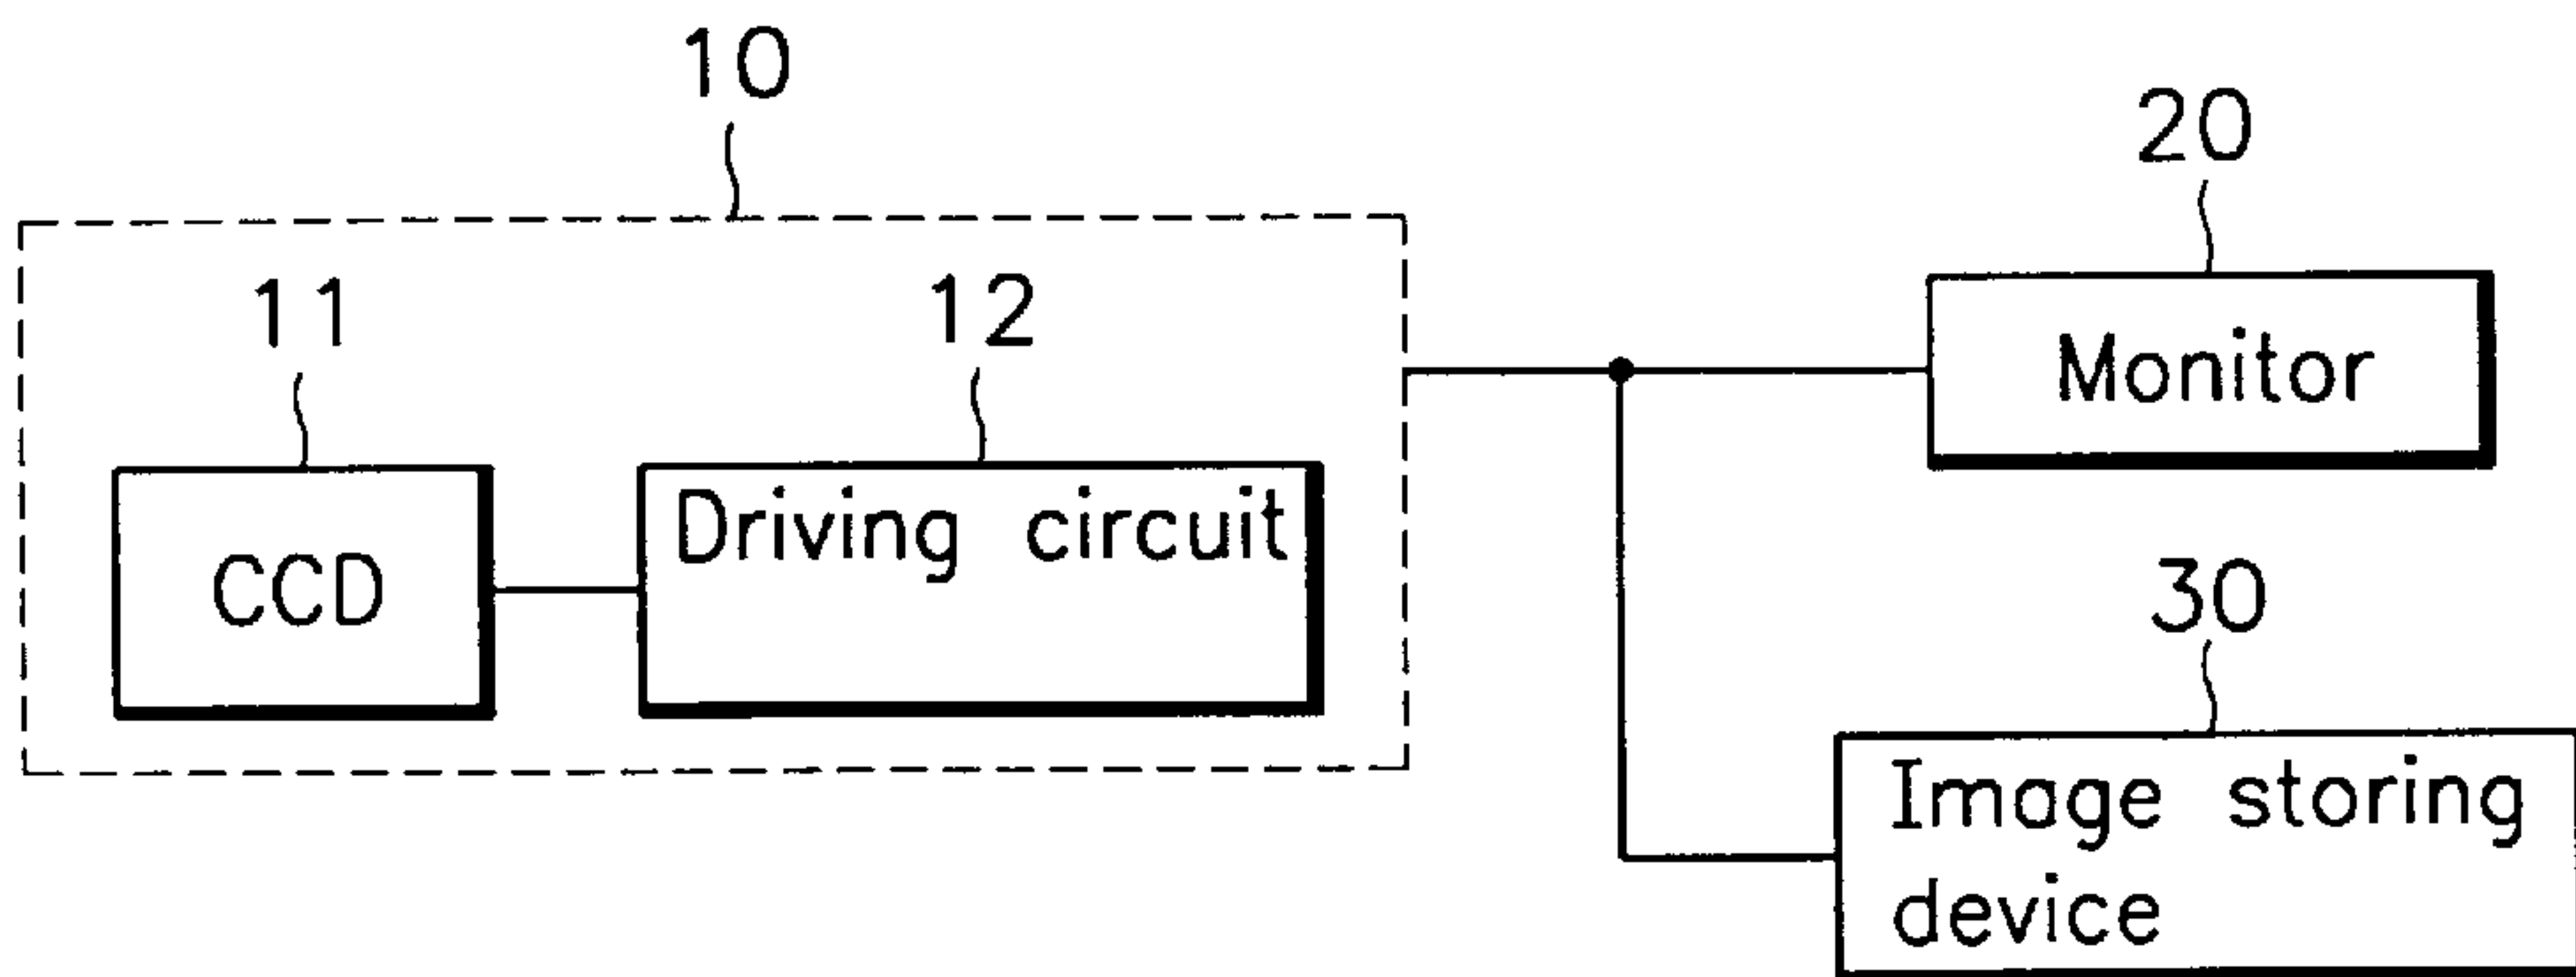 10
20
11
12
Monitor
CCD
Driving circuit
30
Image storing
device